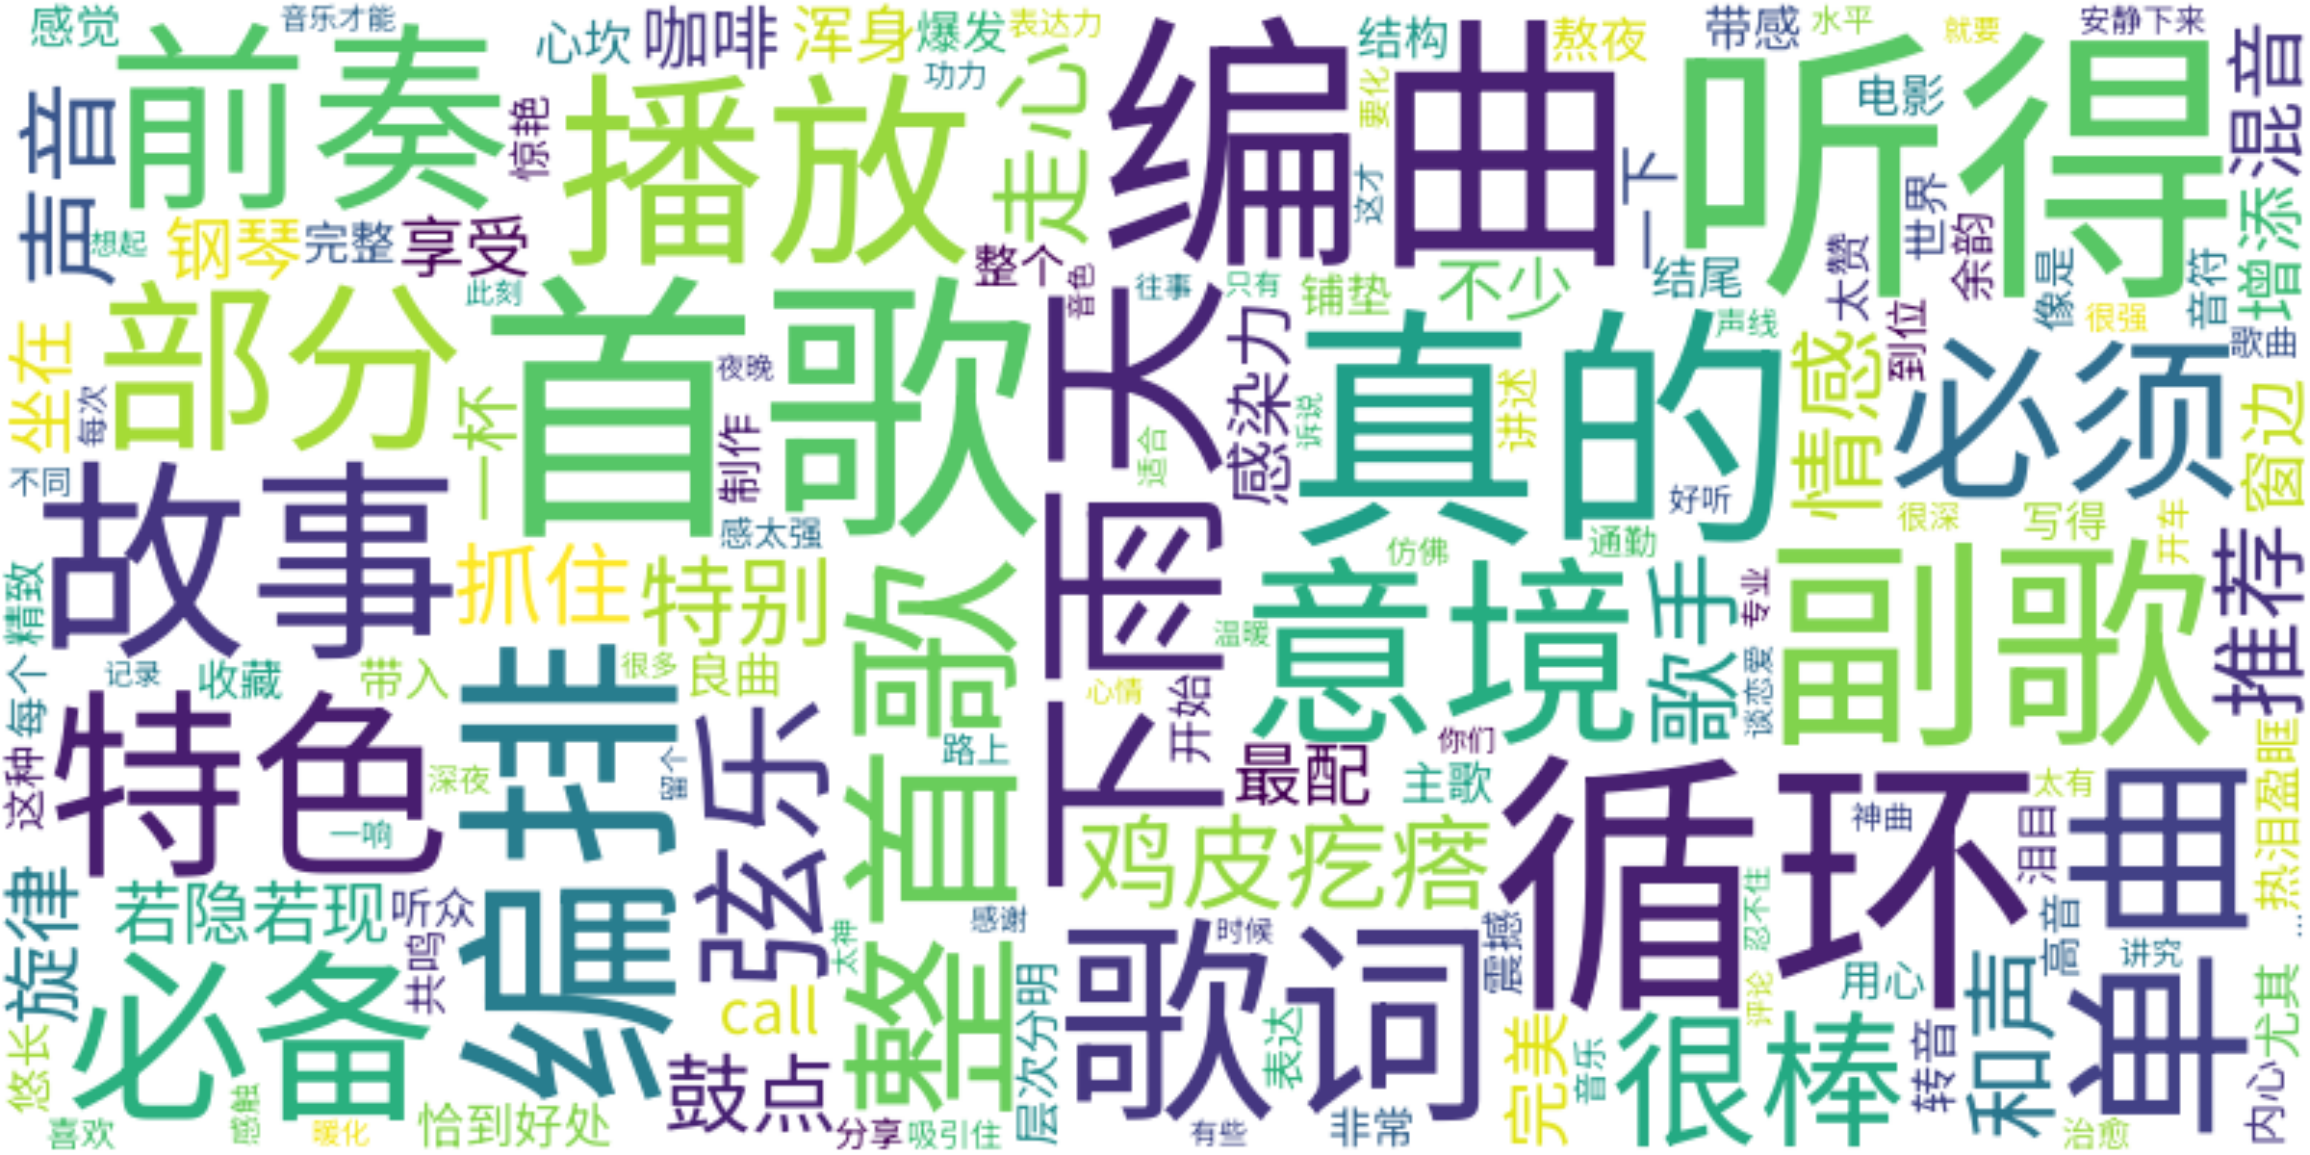 感觉
音乐才能
前奏
声音
想起
钢琴
完整
享受
惊艳
心坎
咖啡
浑身
爆发
表达力
功力
播放
走心
整个
音色
编曲
结构
熬夜
要化
这才
带感
水平
就要
安静下来
电影
听得
混音
一下
世界
余韵
太赞
增添
音符
像是
很强
歌曲
结尾
不少
铺垫
只有
往事
此刻
部分
坐在
每次
首歌
夜晚
一杯
制作
感太强
下雨天
感染力
适合
诉说
真的
讲述
声线
情感
到位
必须
窗边
好听
很深
写得
开车
推荐
不同
故事
抓住
特别
精致
记录
收藏
带入
很多
良曲
每个
这种
特色
深夜
一响
编排
留个
弦乐
整首歌
路上
心情
开始
温暖
仿佛
通勤
意境
歌手
专业
谈恋爱
副歌
最配
你们
主歌
鸡皮疙瘩
循环
神曲
太有
泪目
单曲
热泪盈眶
...
旋律
若隐若现
听众
共鸣
必备
悠长
喜欢
感触
暖化
恰到好处
call
鼓点
太神
感谢
分享
吸引住
层次分明
歌词
时候
有些
表达
非常
震撼
完美
音乐
很棒
评论
忍不住
用心
转音
和声
高音
讲究
治愈
尤其
内心